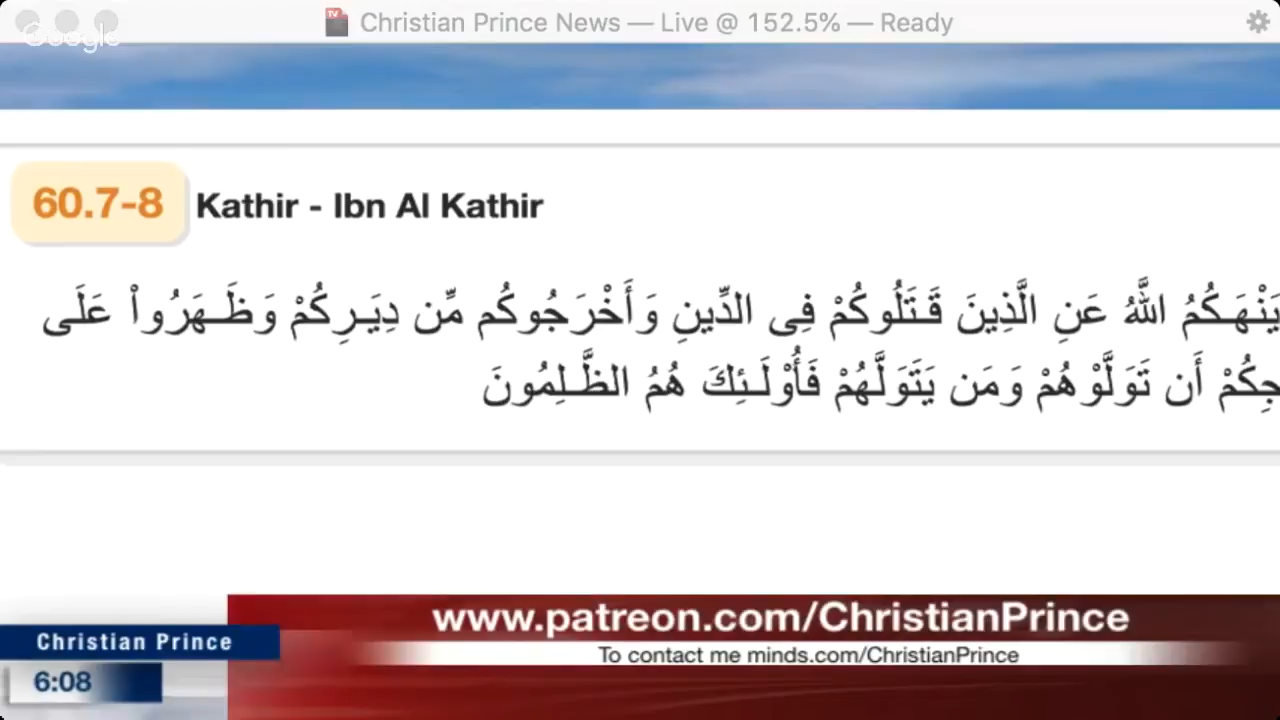 Christian Prince News — Live @ 152.5% — Ready
Google
60.7-8 Kathir - Ibn Al Kathir
يَنْهَـكُمُ اللَّهُ عَنِ الَّذِينَ قَـتَلُوكُمْ فِى الدِّينِ وَأَخْرَجُوكُم مِّن دِيَـرِكُمْ وَظَـهَرُواْ عَلَى
جِكُمْ أَن تَوَلَّوْهُمْ وَمَن يَتَوَلَّهُمْ فَأُوْلَـئِكَ هُمُ الظَّـلِمُونَ
www.patreon.com/ChristianPrince
Christian Prince
To contact me minds.com/ChristianPrince
6:08